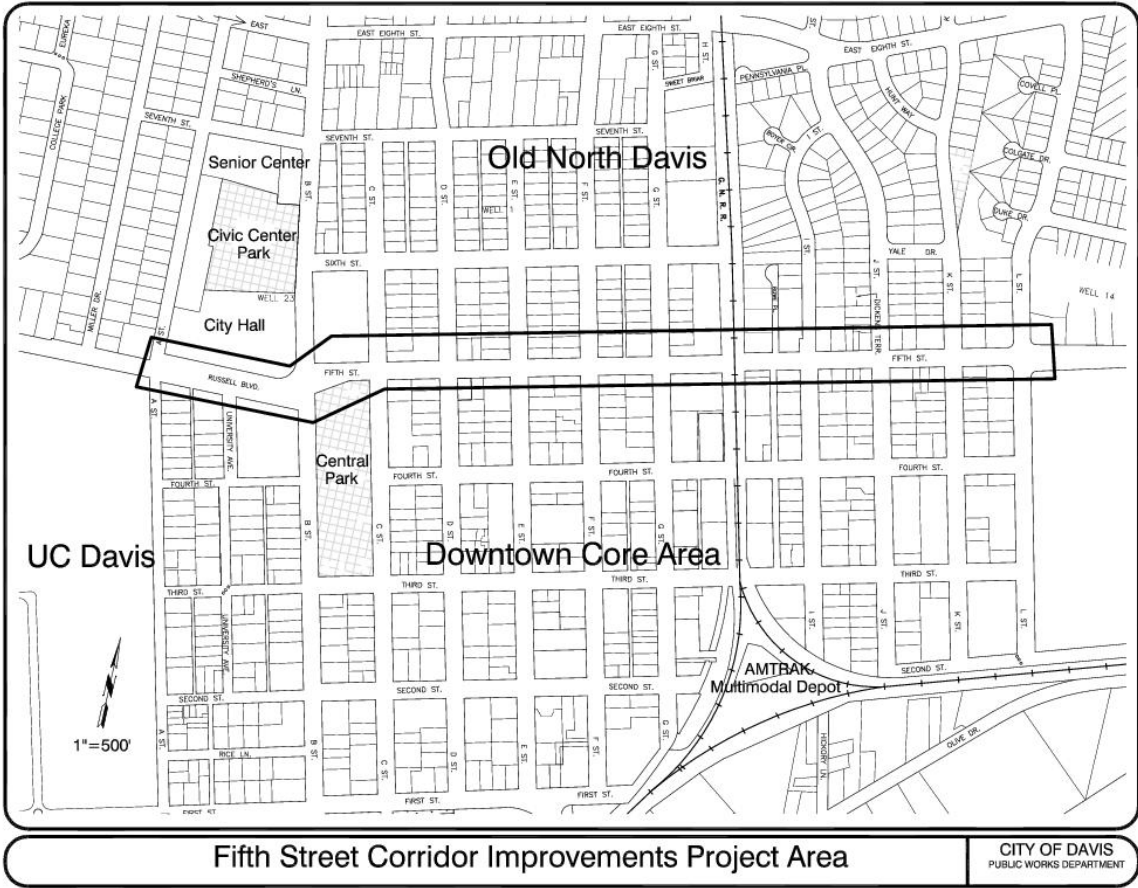 EAST
EAST EIGHTH ST.
EAST EIGHTH ST.
EAST EIGHTH ST.
EUREKA
COLLEGE PARK
SHEPHERD'S LN.
SEVENTH ST.
SEVENTH ST.
SEVENTH ST.
G ST.
H ST.
SWEET BRIAR
PENNSYLVANIA PL.
J ST.
K ST.
HUNT WAY
COVELL PL.
COLGATE DR.
DUKE DR.
BOYER CIR.
I ST.
Senior Center
Old North Davis
B ST.
C ST.
D ST.
E ST.
F ST.
G ST.
WELL 1
G. N. R. R.
Civic Center
Park
WELL 23
City Hall
SIXTH ST.
MILLER DR.
A ST.
I ST.
J ST.
YALE DR.
K ST.
L ST.
WELL 14
DICKENS TERR.
RUSSELL BLVD.
FIFTH ST.
FIFTH ST.
A ST.
UNIVERSITY AVE.
Central
Park
FOURTH ST.
FOURTH ST.
FOURTH ST.
B ST.
C ST.
D ST.
E ST.
F ST.
G ST.
UC Davis
Downtown Core Area
THIRD ST.
THIRD ST.
THIRD ST.
THIRD ST.
UNIVERSITY AVE
I ST.
J ST.
K ST.
L ST.
AMTRAK
Multimodal Depot
SECOND ST.
SECOND ST.
SECOND ST.
SECOND ST.
1"=500'
A ST.
RICE LN.
B ST.
C ST.
D ST.
E ST.
F ST.
G ST.
HICKORY LN.
OLIVE DR.
FIRST ST.
FIRST ST.
FIRST ST.
Fifth Street Corridor Improvements Project Area
CITY OF DAVIS
PUBLIC WORKS DEPARTMENT